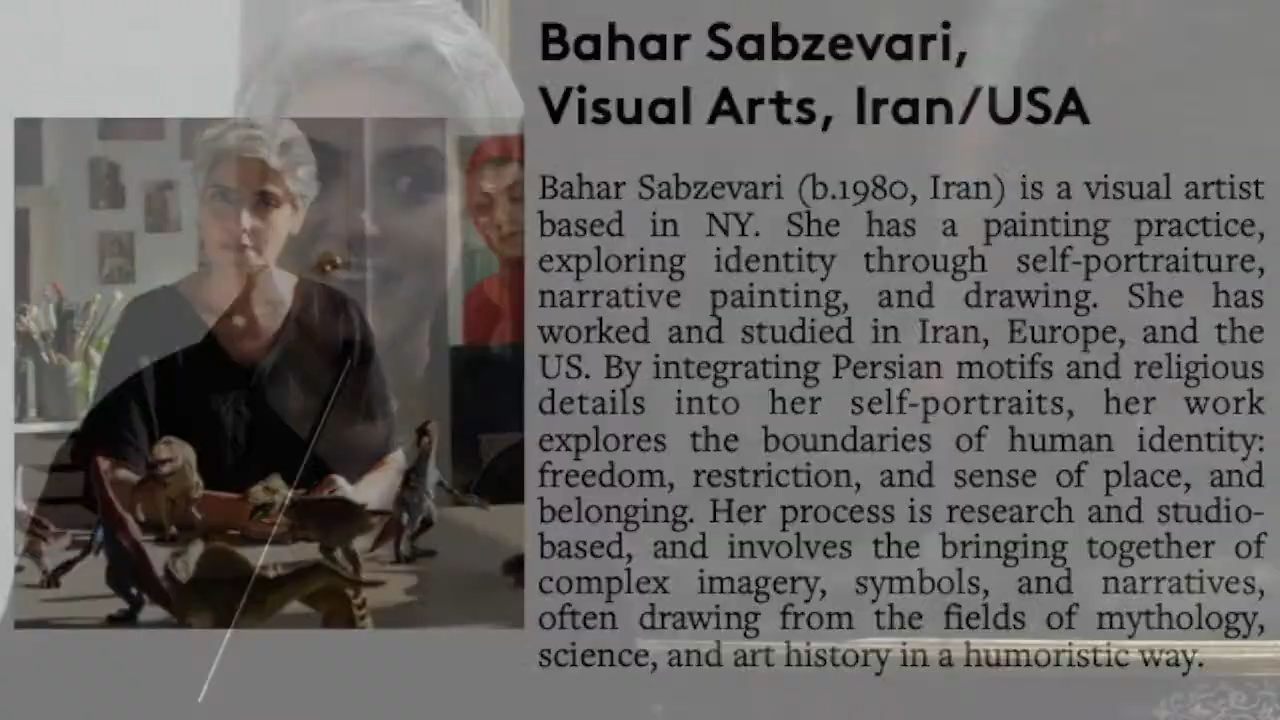 Bahar Sabzevari,
Visual Arts, Iran/USA
Bahar Sabzevari (b.1980, Iran) is a visual artist
based in NY. She has a painting practice,
exploring identity through self-portraiture,
narrative painting, and drawing. She has
worked and studied in Iran, Europe, and the
US. By integrating Persian motifs and religious
details into her self-portraits, her work
explores the boundaries of human identity:
freedom, restriction, and sense of place, and
belonging. Her process is research and studio-
based, and involves the bringing together of
complex imagery, symbols, and narratives,
often drawing from the fields of mythology,
science, and art history in a humoristic way.